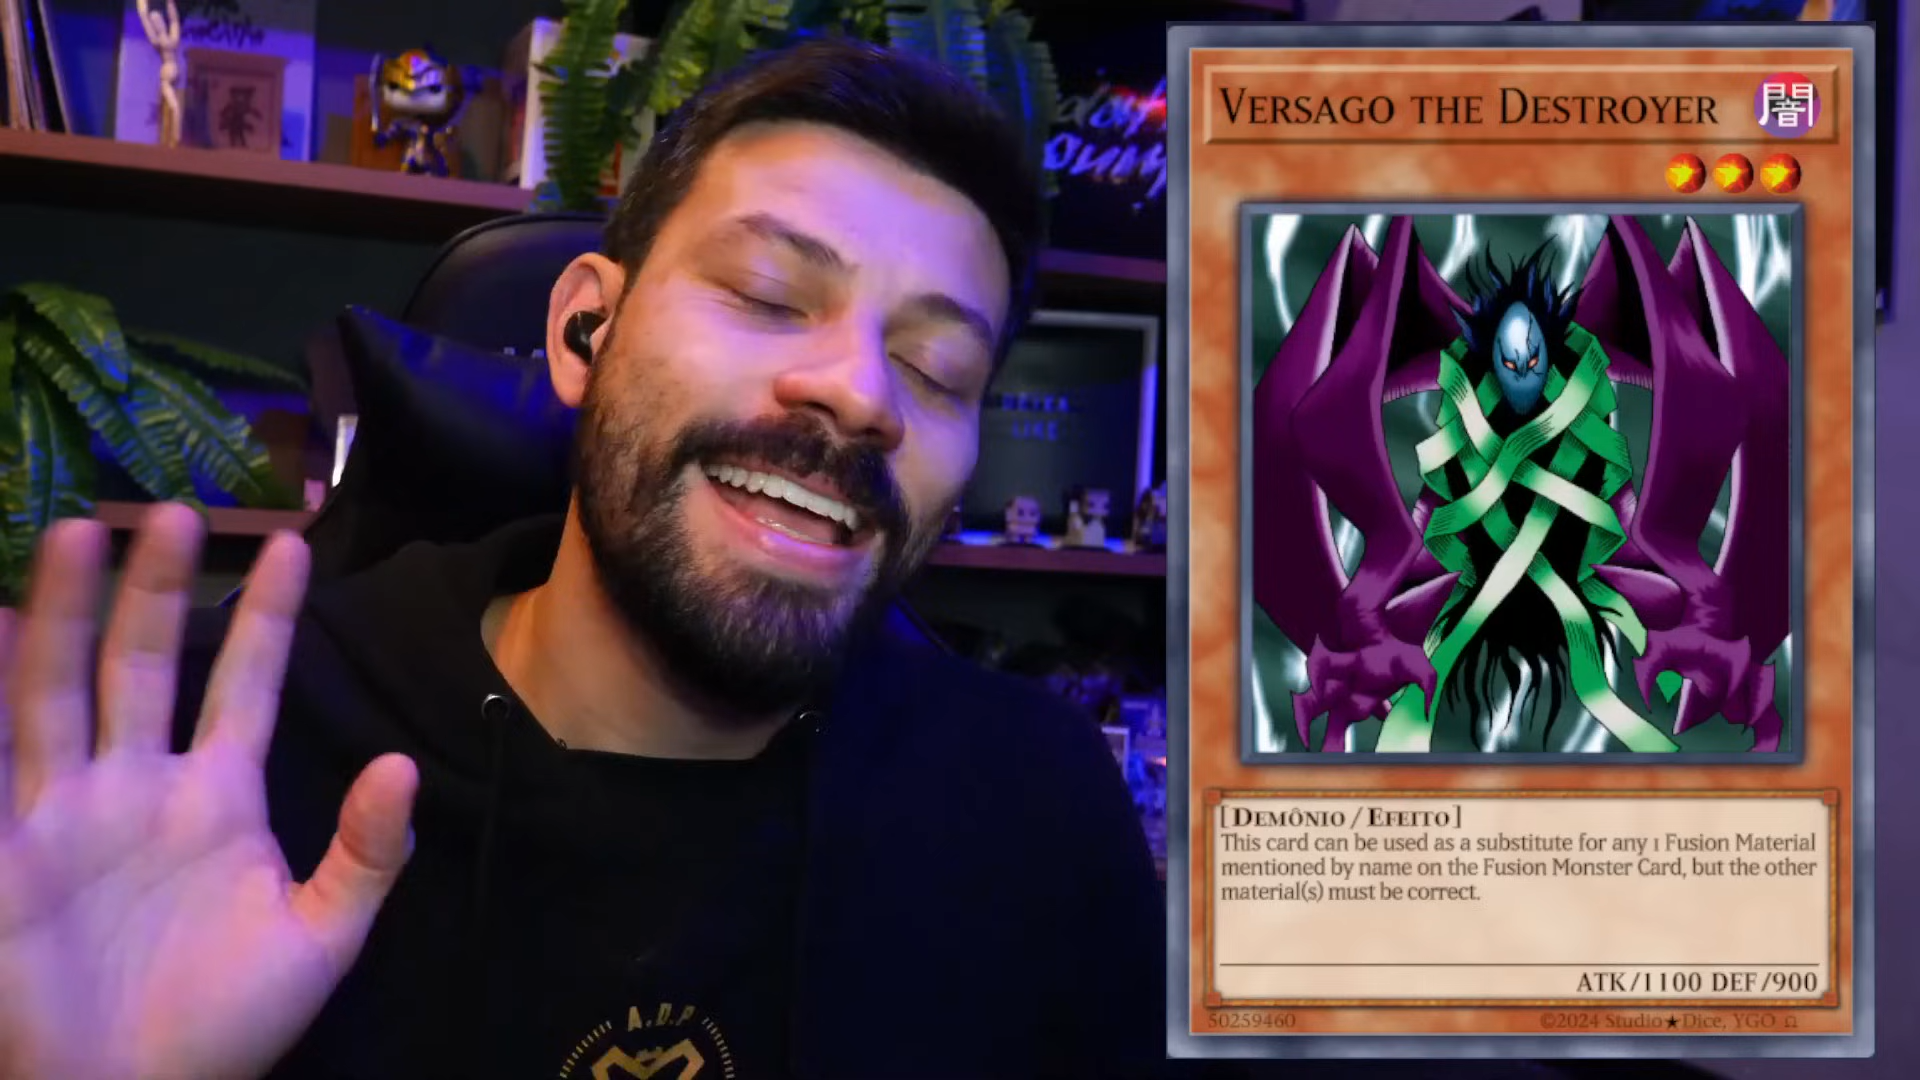 VERSAGO THE DESTROYER
闇
[DEMÔNIO / EFEITO]
This card can be used as a substitute for any 1 Fusion Material
mentioned by name on the Fusion Monster Card, but the other
material(s) must be correct.
ATK/1100 DEF/900
50259460
©2024 Studio★Dice, YGO Ω
A.D.P